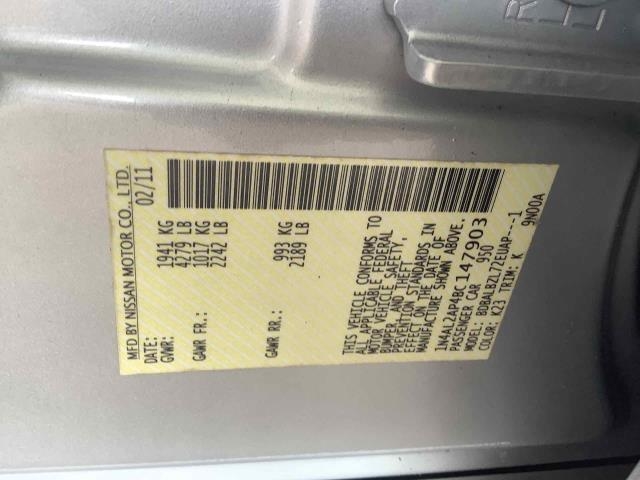 MFD BY NISSAN MOTOR CO., LTD.
DATE: 02/11
GVWR: 1941 KG
4279 LB
GAWR FR.: 1017 KG
2242 LB
GAWR RR.: 993 KG
2189 LB
THIS VEHICLE CONFORMS TO
ALL APPLICABLE FEDERAL
MOTOR VEHICLE SAFETY,
BUMPER, AND THEFT
PREVENTION STANDARDS IN
EFFECT ON THE DATE OF
MANUFACTURE SHOWN ABOVE.
1N4AL2AP4BC147903
PASSENGER CAR 950
MODEL: BDBALBZL72EUAP---1
COLOR: K23 TRIM: K 9N00A